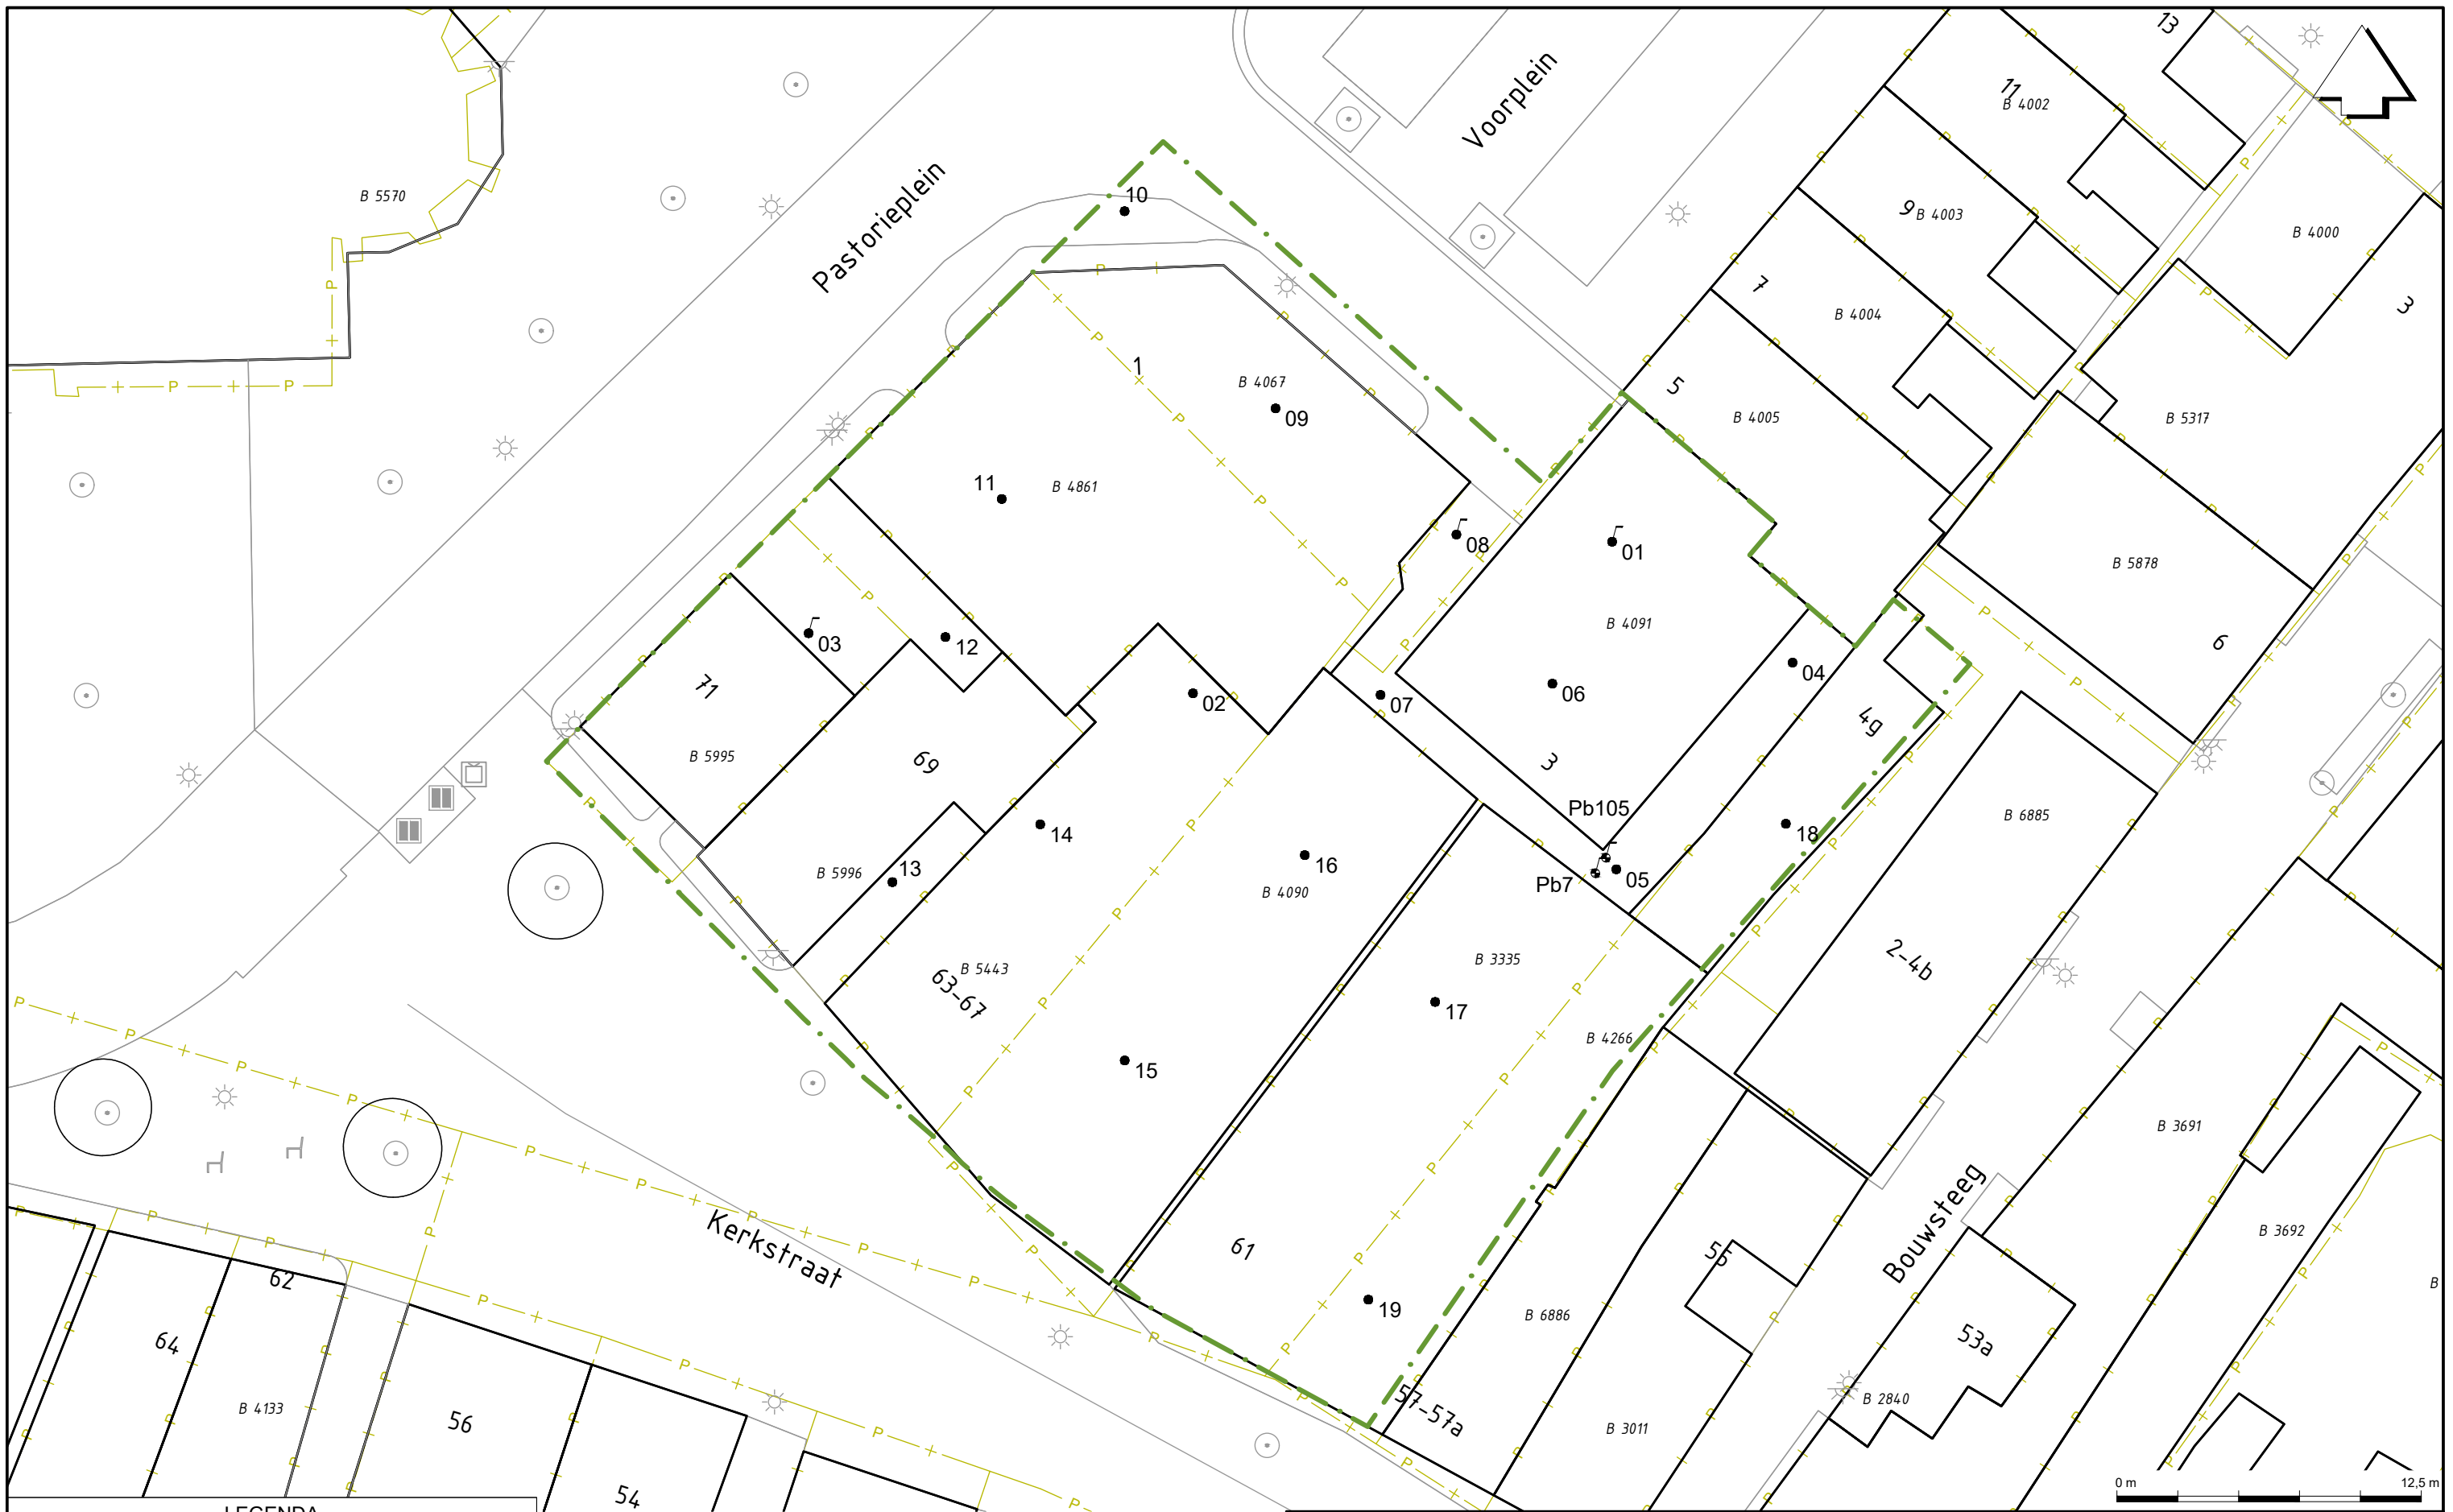 13
11
B 4002
10
Voorplein
B 5570
9
B 4003
B 4000
Pastorieplein
7
B 4004
3
1
B 4067
5
09
B 4005
B 5317
11
B 4861
08
01
B 5878
03
12
B 4091
6
71
02
07
06
04
4g
B 5995
69
3
Pb105
B 6885
14
18
16
13
B 5996
Pb7
05
B 4090
2-4b
B 5443
B 3335
63-67
17
B 4266
15
B 3691
Bouwsteeg
Kerkstraat
61
55
B 3692
B
62
19
B 6886
64
53a
57-57a
B 2840
B 4133
56
B 3011
54
0 m
12,5 m
LEGENDA